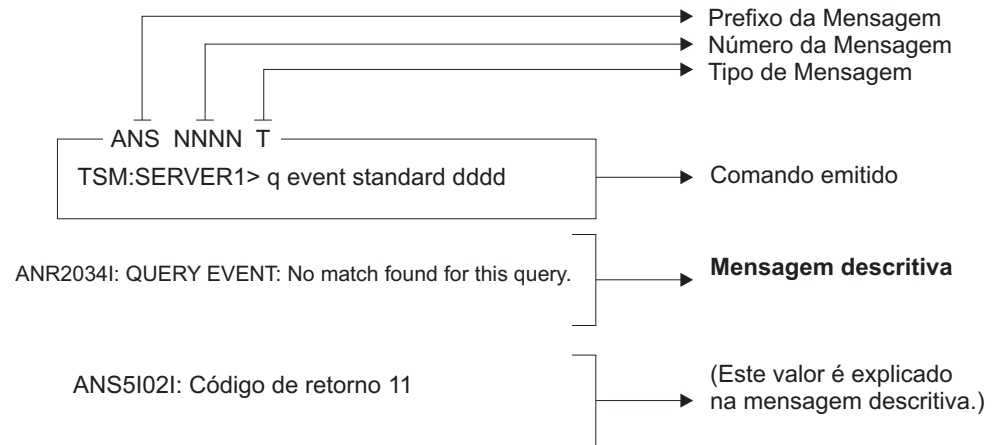 Prefixo da Mensagem
Número da Mensagem
Tipo de Mensagem
ANS NNNN T
TSM:SERVER1> q event standard dddd
Comando emitido
ANR2034I: QUERY EVENT: No match found for this query.
Mensagem descritiva
ANS5I02I: Código de retorno 11
(Este valor é explicado
na mensagem descritiva.)